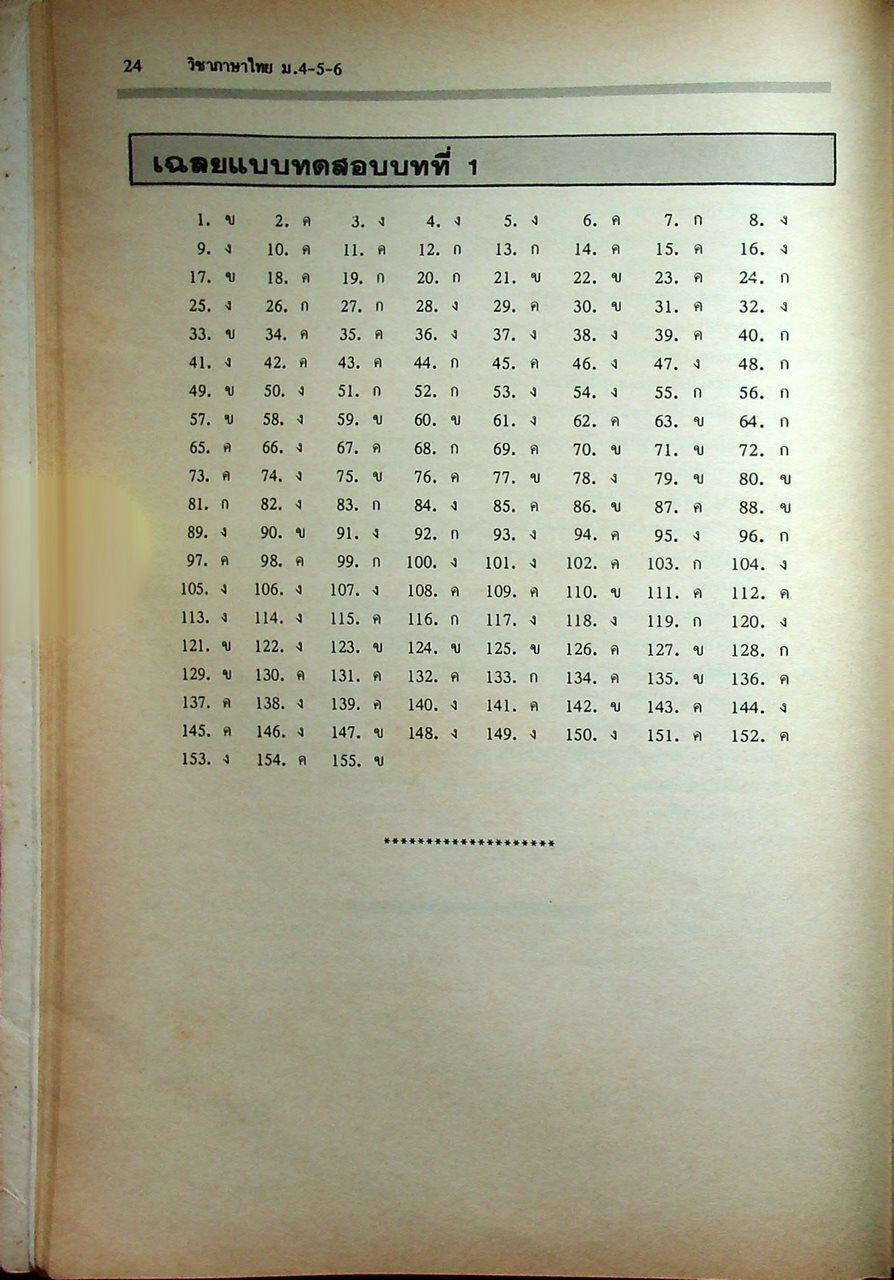 24 วิชาภาษาไทย ม.4-5-6
เฉลยแบบทดสอบบทที่ 1
1. ข 2. ค 3. ง 4. ง 5. ง 6. ค 7. ก 8. ง
9. ง 10. ค 11. ค 12. ก 13. ก 14. ค 15. ค 16. ง
17. ข 18. ค 19. ก 20. ก 21. ข 22. ข 23. ค 24. ก
25. ง 26. ก 27. ก 28. ง 29. ค 30. ข 31. ค 32. ง
33. ข 34. ค 35. ค 36. ง 37. ง 38. ง 39. ค 40. ก
41. ง 42. ค 43. ค 44. ก 45. ค 46. ง 47. ง 48. ก
49. ข 50. ง 51. ก 52. ก 53. ง 54. ง 55. ก 56. ก
57. ข 58. ง 59. ข 60. ข 61. ง 62. ค 63. ข 64. ก
65. ค 66. ง 67. ค 68. ก 69. ค 70. ข 71. ข 72. ก
73. ค 74. ง 75. ข 76. ค 77. ข 78. ง 79. ข 80. ข
81. ก 82. ง 83. ก 84. ง 85. ค 86. ข 87. ค 88. ข
89. ง 90. ข 91. ง 92. ก 93. ง 94. ค 95. ง 96. ก
97. ค 98. ค 99. ก 100. ง 101. ง 102. ค 103. ก 104. ง
105. ง 106. ง 107. ง 108. ค 109. ค 110. ข 111. ค 112. ค
113. ง 114. ง 115. ค 116. ก 117. ง 118. ง 119. ก 120. ง
121. ข 122. ง 123. ข 124. ข 125. ข 126. ค 127. ข 128. ก
129. ข 130. ค 131. ค 132. ค 133. ก 134. ค 135. ข 136. ค
137. ค 138. ง 139. ค 140. ง 141. ค 142. ข 143. ค 144. ง
145. ค 146. ง 147. ข 148. ง 149. ง 150. ง 151. ค 152. ค
153. ง 154. ค 155. ข
********************